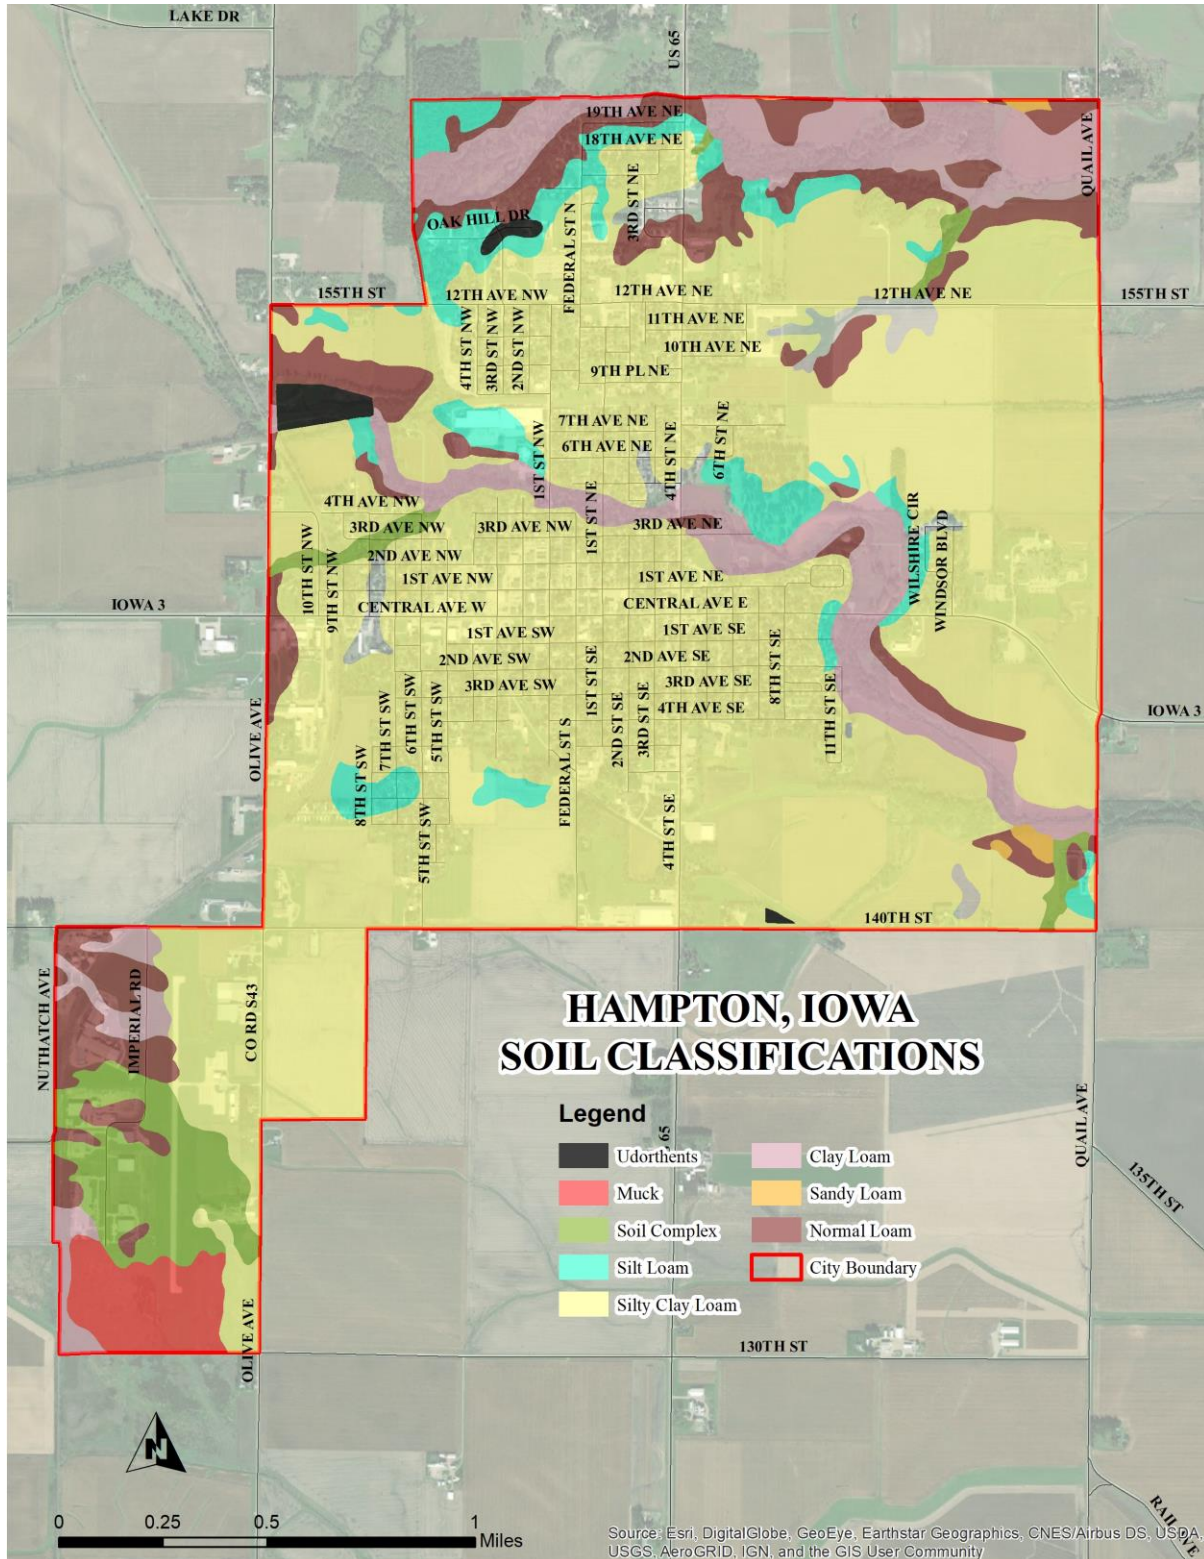 LAKE DR
US 65
19TH AVE NE
18TH AVE NE
QUAIL AVE
3RD ST NE
OAK HILL DR
FEDERAL ST N
155TH ST
12TH AVE NW
12TH AVE NE
12TH AVE NE
155TH ST
11TH AVE NE
4TH ST NW
3RD ST NW
2ND ST NW
10TH AVE NE
9TH PL NE
7TH AVE NE
6TH AVE NE
1ST ST NW
4TH ST NE
6TH ST NE
4TH AVE NW
1ST ST NE
3RD AVE NW
3RD AVE NW
3RD AVE NE
10TH ST NW
9TH ST NW
2ND AVE NW
WILSHIRE CIR
WINDSOR BLVD
1ST AVE NW
1ST AVE NE
IOWA 3
CENTRAL AVE W
CENTRAL AVE E
1ST AVE SW
1ST AVE SE
2ND AVE SW
2ND AVE SE
8TH ST SE
3RD AVE SW
3RD AVE SE
1ST ST SE
2ND ST SE
3RD ST SE
4TH AVE SE
11TH ST SE
IOWA 3
OLIVE AVE
7TH ST SW
6TH ST SW
5TH ST SW
8TH ST SW
FEDERAL ST S
5TH ST SW
4TH ST SE
140TH ST
NUTHATCH AVE
IMPERIAL RD
CO RD S43
HAMPTON, IOWA
SOIL CLASSIFICATIONS
QUAIL AVE
135TH ST
Legend
65
Udorthents
Muck
Soil Complex
Silt Loam
Silty Clay Loam
Clay Loam
Sandy Loam
Normal Loam
City Boundary
OLIVE AVE
130TH ST
N
0 0.25 0.5 1
Miles
RAIL AVE
Source: Esri, DigitalGlobe, GeoEye, Earthstar Geographics, CNES/Airbus DS, USDA,
USGS, AeroGRID, IGN, and the GIS User Community